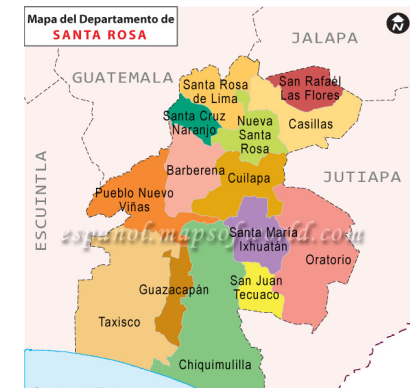 Mapa del Departamento de
SANTA ROSA
N
JALAPA
GUATEMALA
San Rafaél
Las Flores
Santa Rosa
de Lima
Santa Cruz
Naranjo
Nueva
Santa
Rosa
Casillas
Barberena
Cuilapa
JUTIAPA
ESCUINTLA
Pueblo Nuevo
Viñas
Santa María
Ixhuatán
espanol.mapsofworld.com
Oratorio
Guazacapán
San Juan
Tecuaco
Taxisco
Chiquimulilla